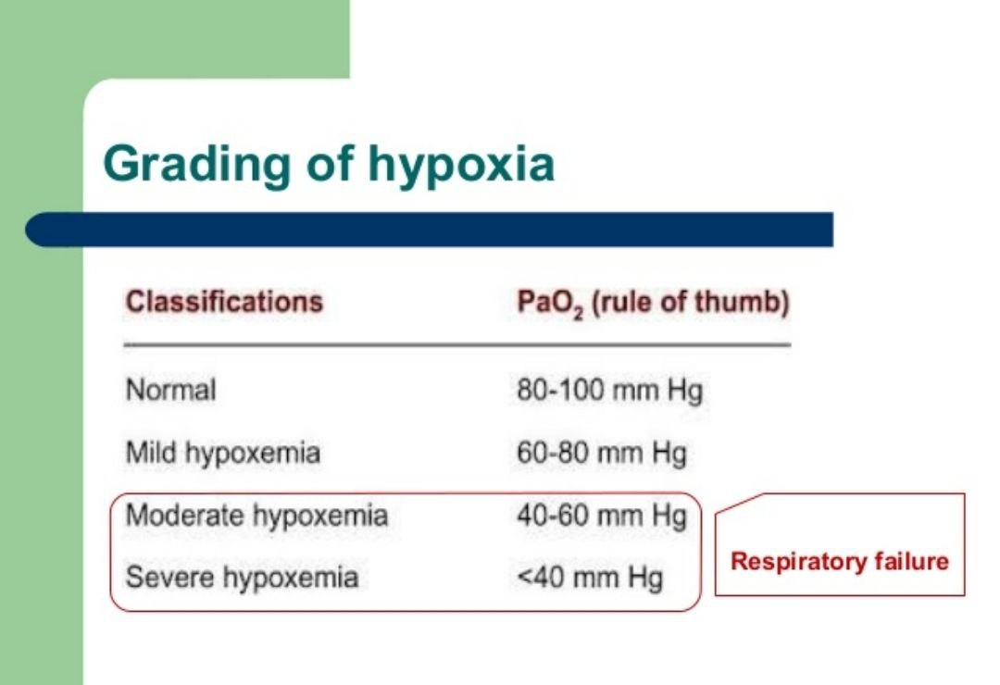 Grading of hypoxia
Classifications PaO₂ (rule of thumb)
Normal 80-100 mm Hg
Mild hypoxemia 60-80 mm Hg
Moderate hypoxemia 40-60 mm Hg
Severe hypoxemia <40 mm Hg
Respiratory failure